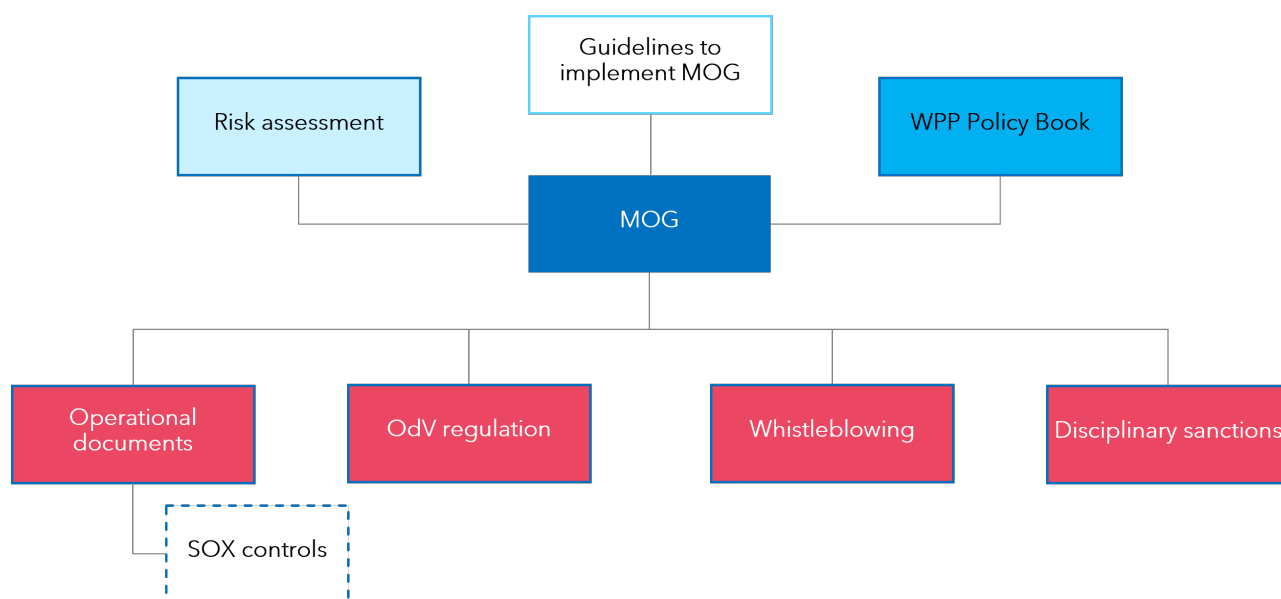 Guidelines to
implement MOG
Risk assessment
WPP Policy Book
MOG
Operational
documents
OdV regulation
Whistleblowing
Disciplinary sanctions
SOX controls